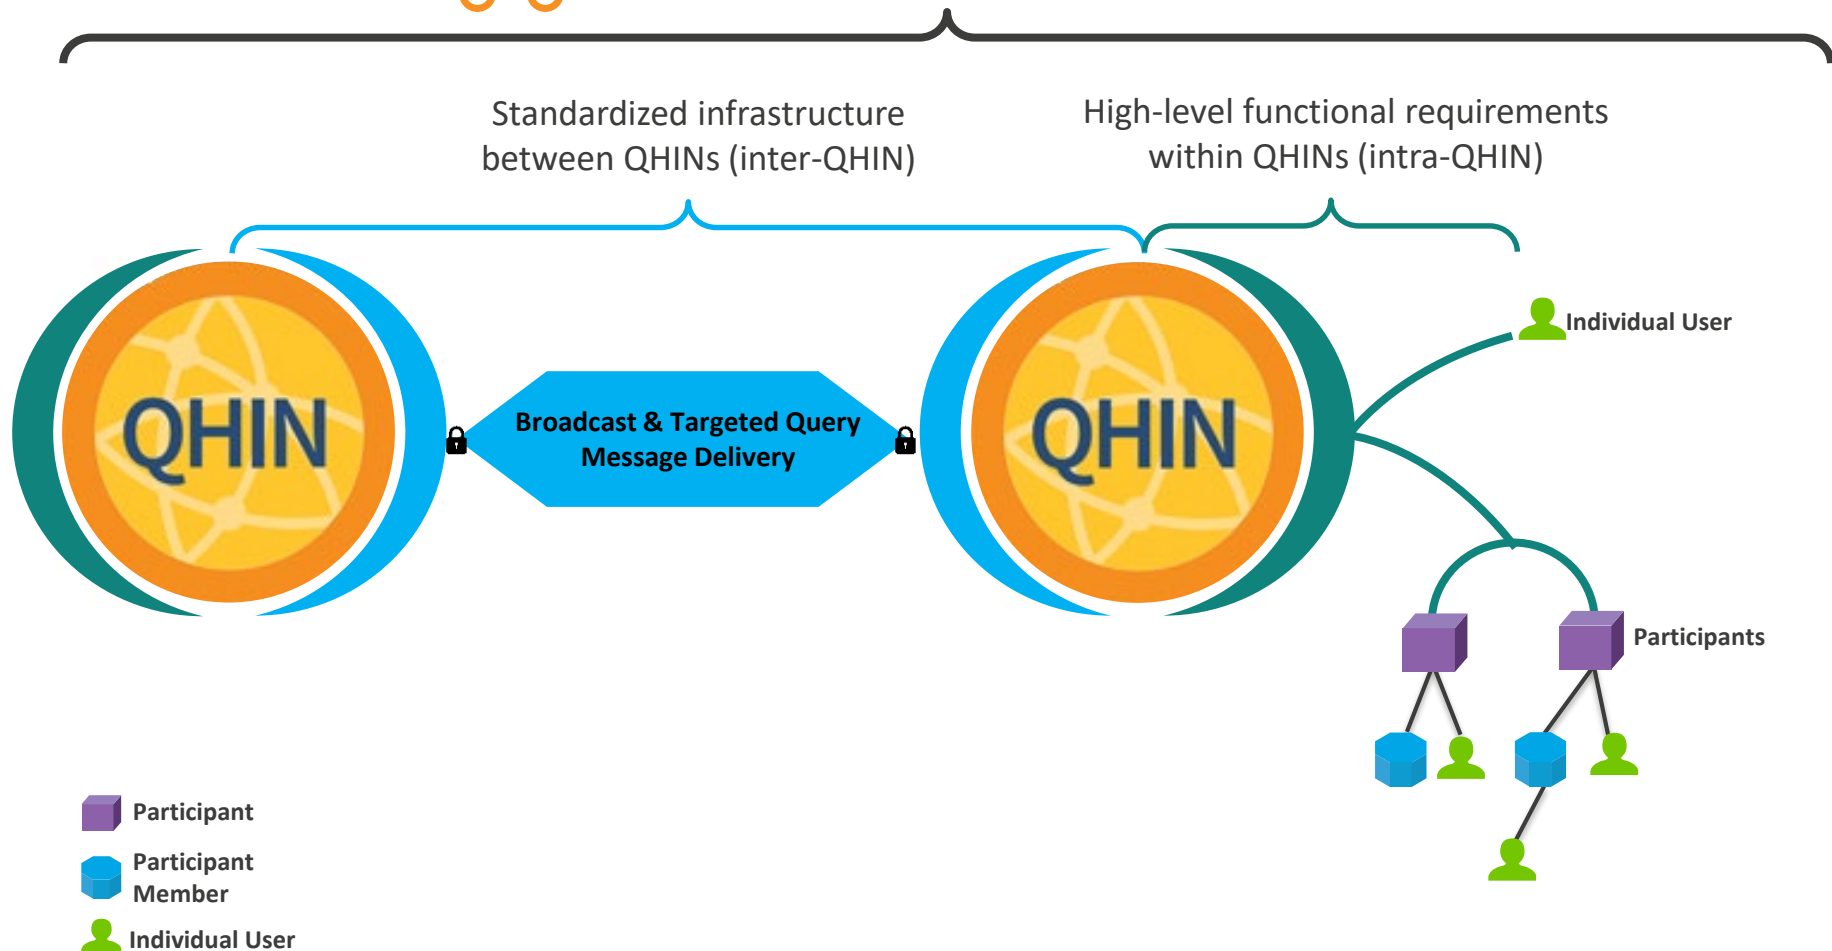 Standardized infrastructure
between QHINs (inter-QHIN)
High-level functional requirements
within QHINs (intra-QHIN)
QHIN
Broadcast & Targeted Query
Message Delivery
QHIN
Individual User
Participants
Participant
Participant
Member
Individual User